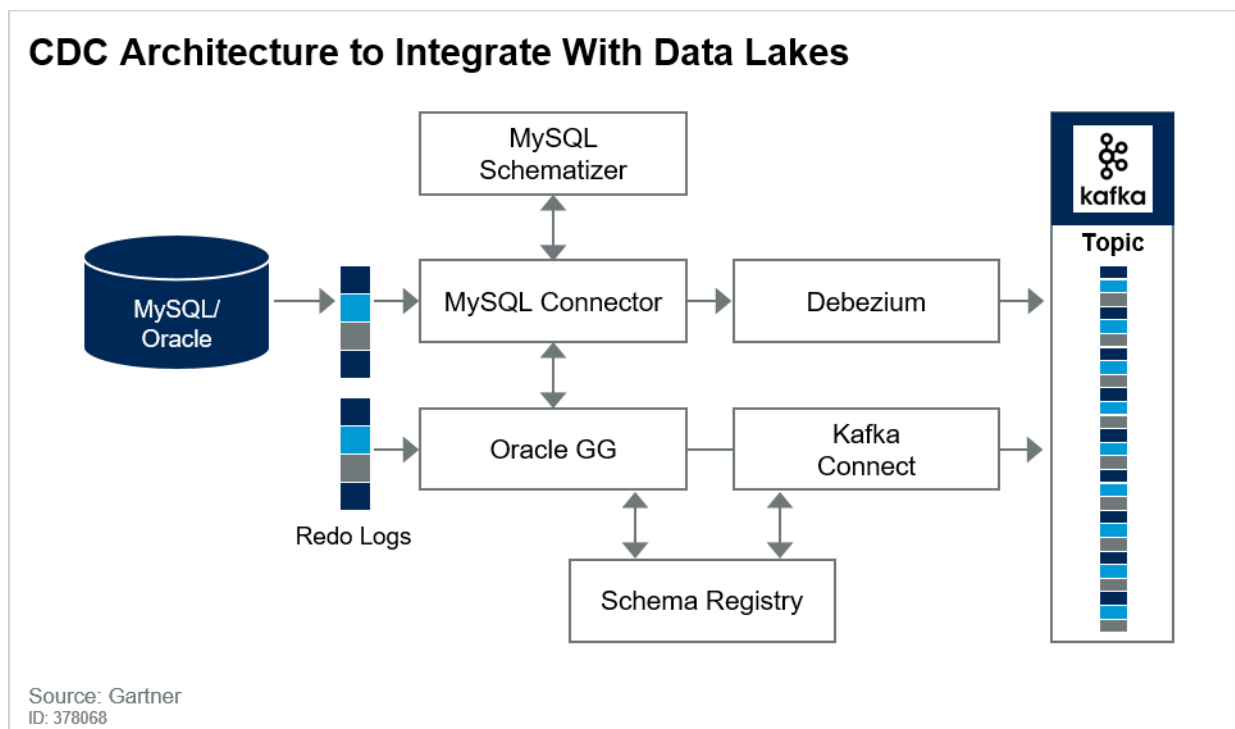 CDC Architecture to Integrate With Data Lakes
MySQL
Schematizer
kafka
Topic
MySQL/
Oracle
MySQL Connector
Debezium
Oracle GG
Kafka
Connect
Redo Logs
Schema Registry
Source: Gartner
ID: 378068